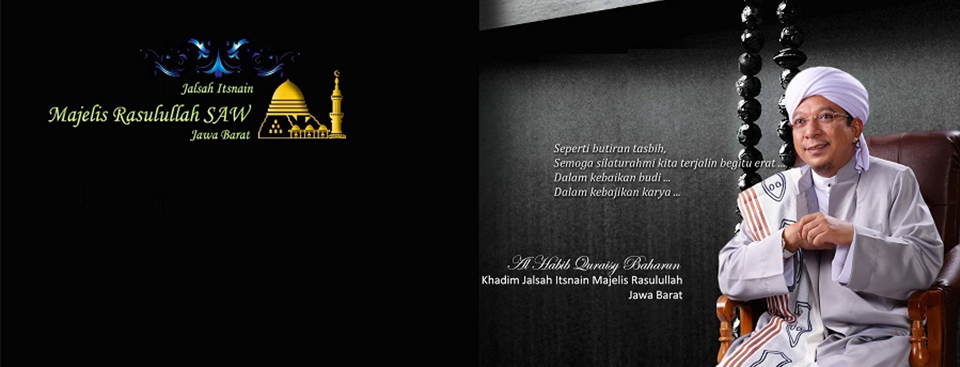 Jalsah Itsnain
Majelis Rasulullah SAW
Jawa Barat
Seperti butiran tasbih,
Semoga silaturahmi kita terjalin begitu erat ...
Dalam kebaikan budi ...
Dalam kebajikan karya ...
Al Habib Quraisy Baharun
Khadim Jalsah Itsnain Majelis Rasulullah
Jawa Barat